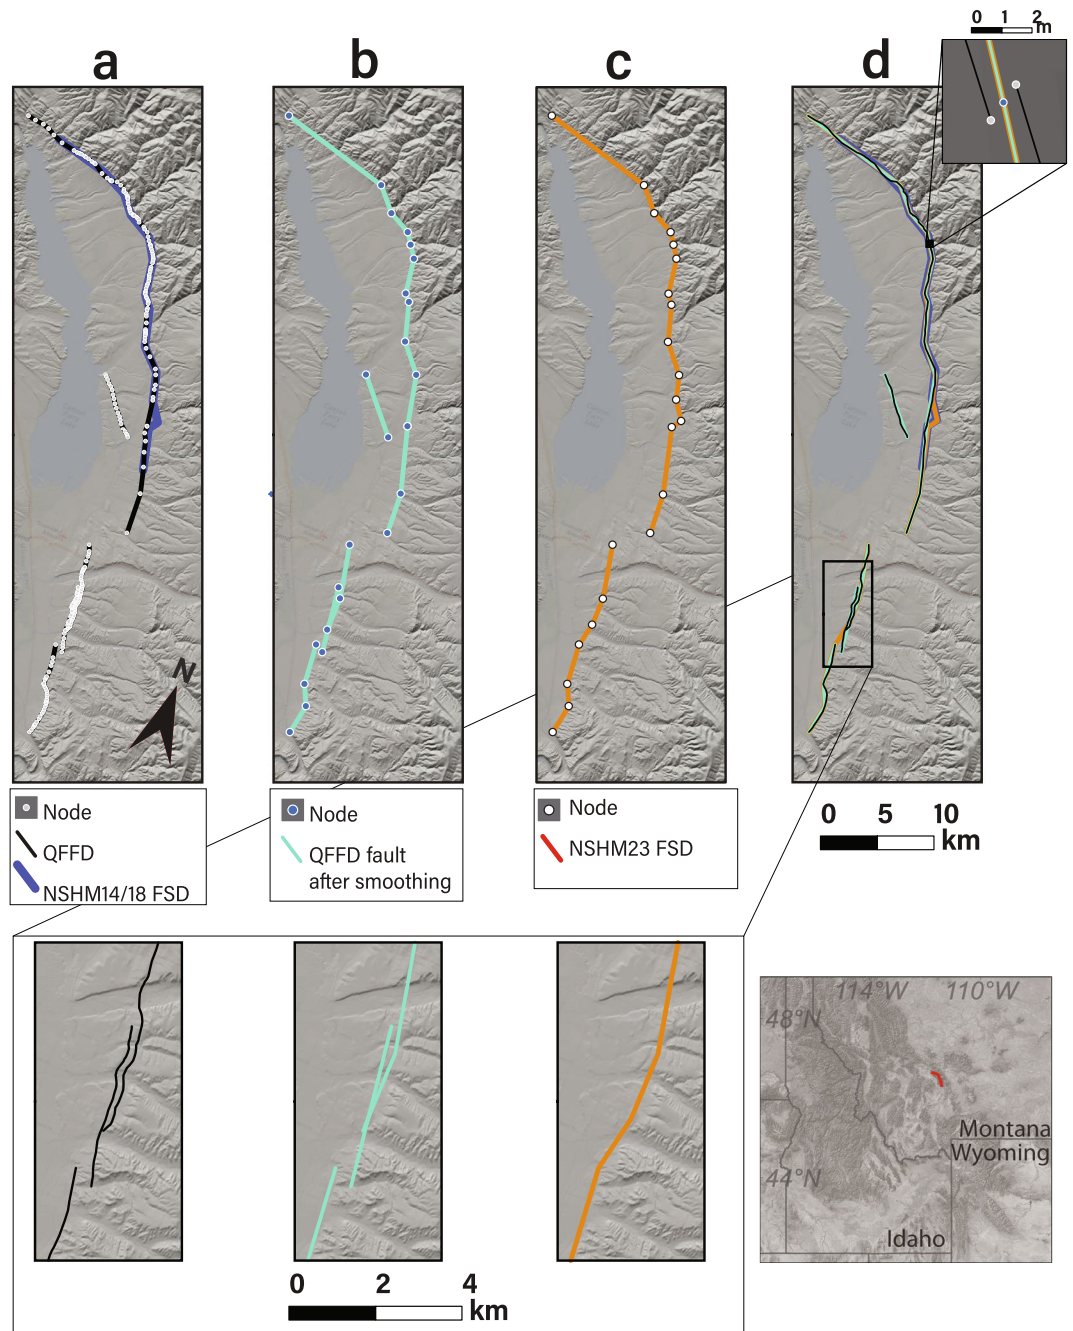 a
b
c
d
0 1 2
m
N
Node
QFFD
NSHM14/18 FSD
Node
QFFD fault
after smoothing
Node
NSHM23 FSD
0 5 10
km
0 2 4
km
114°W 110°W
48°N
Montana
Wyoming
44°N
Idaho